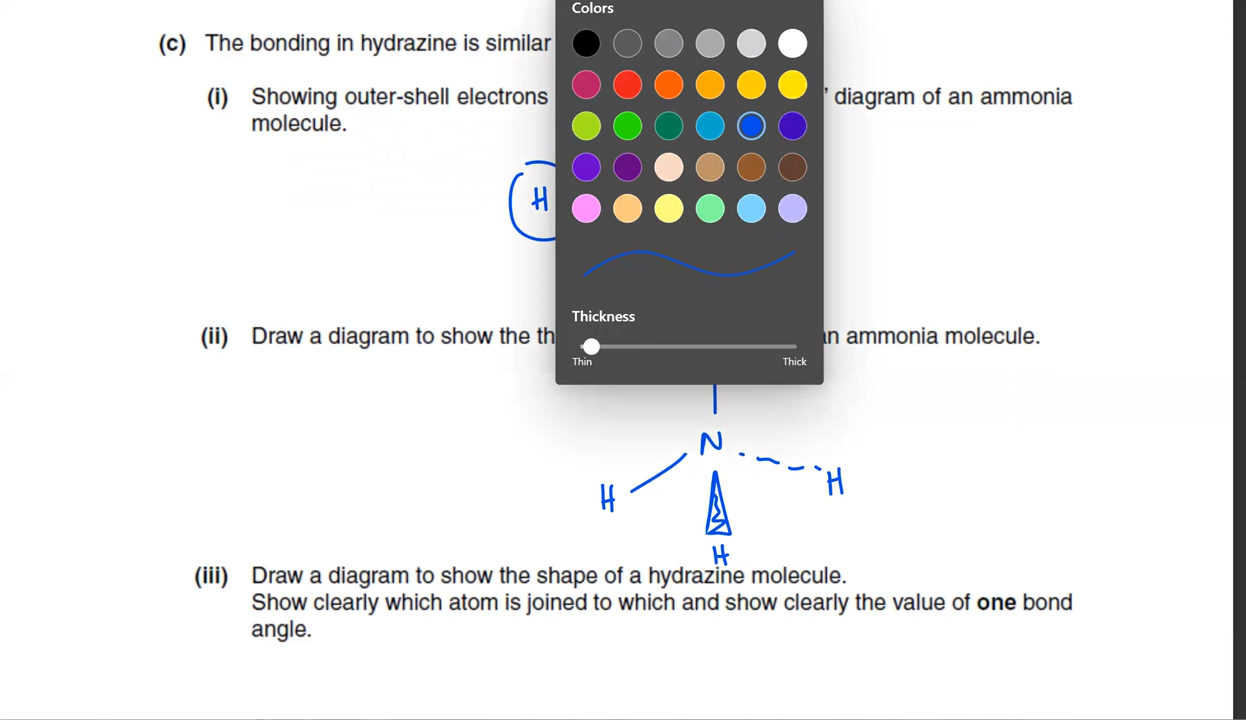 Colors
(c) The bonding in hydrazine is similar
(i) Showing outer-shell electrons ' diagram of an ammonia
molecule.
H
(ii) Draw a diagram to show the th an ammonia molecule.
Thickness
Thin Thick
N
H H
H
(iii) Draw a diagram to show the shape of a hydrazine molecule.
Show clearly which atom is joined to which and show clearly the value of one bond
angle.